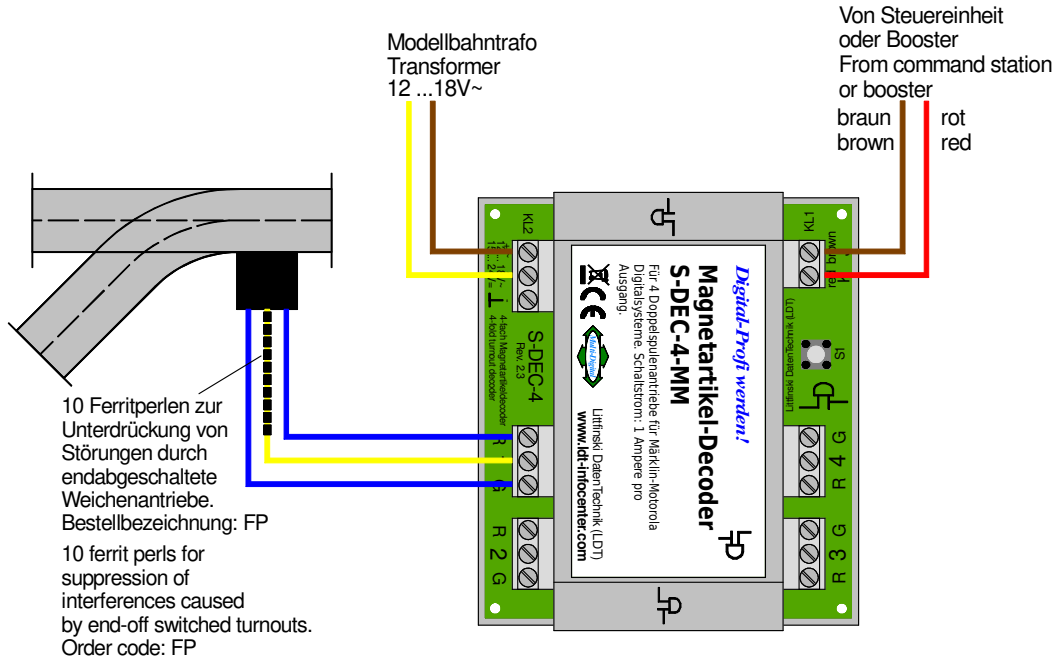 Modellbahntrafo
Transformer
12 ...18V~
Von Steuereinheit
oder Booster
From command station
or booster
braun
brown
rot
red
10 Ferritperlen zur
Unterdrückung von
Störungen durch
endabgeschaltete
Weichenantriebe.
Bestellbezeichnung: FP
10 ferrit perls for
suppression of
interferences caused
by end-off switched turnouts.
Order code: FP
KL2
4-fach Magnetartikeldecoder
4-fold turnout decoder
S-DEC-4
Rev. 2.3
R
G
R 2 G
Digital-Profi werden!
Magnetartikel-Decoder
S-DEC-4-MM
Für 4 Doppelspulenantriebe für Märklin-Motorola
Digitalsysteme. Schaltstrom: 1 Ampere pro
Ausgang.
CE
Multi-Digital
Littfinski DatenTechnik (LDT)
www.ldt-infocenter.com
KL1
brown
S1
Littfinski DatenTechnik (LDT)
R 4 G
R 3 G